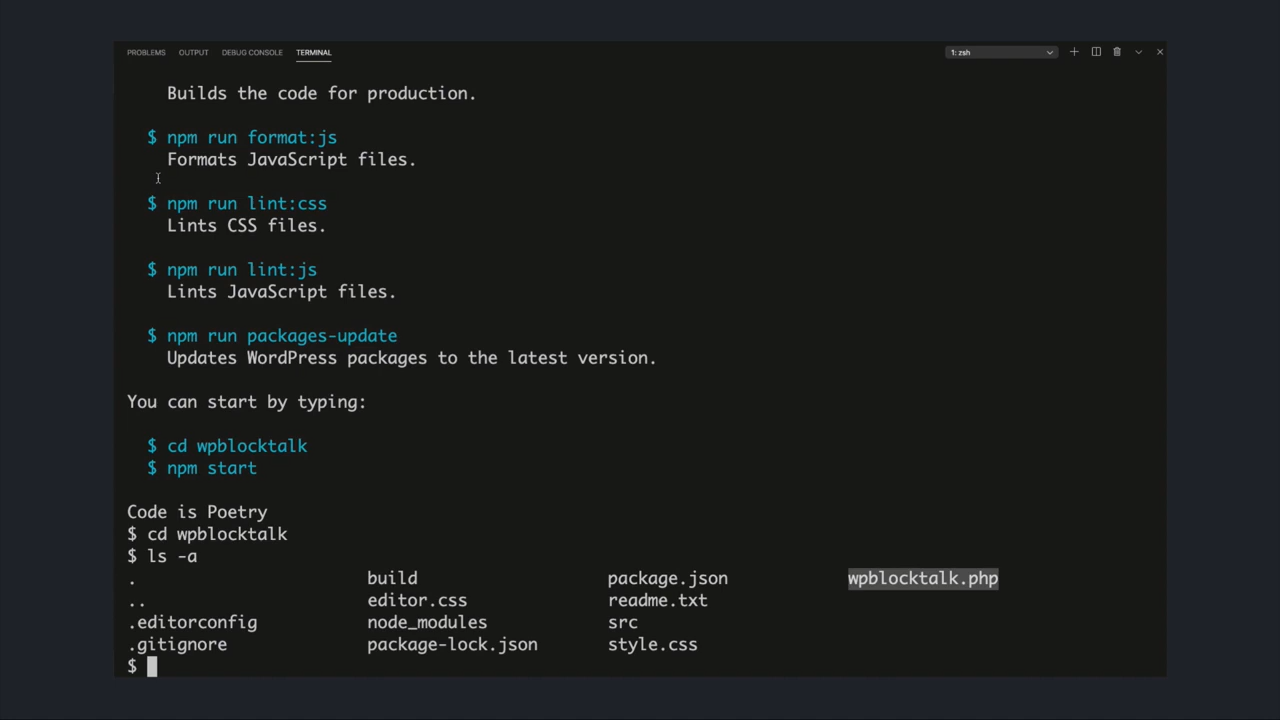 PROBLEMS OUTPUT DEBUG CONSOLE TERMINAL 1: zsh
Builds the code for production.
$ npm run format:js
Formats JavaScript files.
$ npm run lint:css
Lints CSS files.
$ npm run lint:js
Lints JavaScript files.
$ npm run packages-update
Updates WordPress packages to the latest version.
You can start by typing:
$ cd wpblocktalk
$ npm start
Code is Poetry
$ cd wpblocktalk
$ ls -a
. build package.json wpblocktalk.php
.. editor.css readme.txt
.editorconfig node_modules src
.gitignore package-lock.json style.css
$